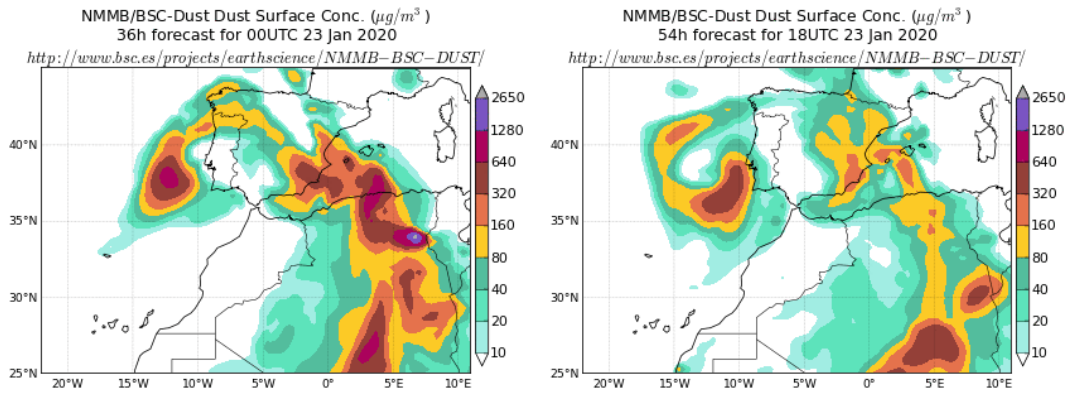 NMMB/BSC-Dust Dust Surface Conc. (μg/m³ )
36h forecast for 00UTC 23 Jan 2020
http://www.bsc.es/projects/earthscience/NMMB−BSC−DUST/
2650
1280
640
320
160
80
40
20
10
40°N
35°N
30°N
25°N
20°W
15°W
10°W
5°W
0°
5°E
10°E
NMMB/BSC-Dust Dust Surface Conc. (μg/m³ )
54h forecast for 18UTC 23 Jan 2020
http://www.bsc.es/projects/earthscience/NMMB−BSC−DUST/
2650
1280
640
320
160
80
40
20
10
40°N
35°N
30°N
25°N
20°W
15°W
10°W
5°W
0°
5°E
10°E